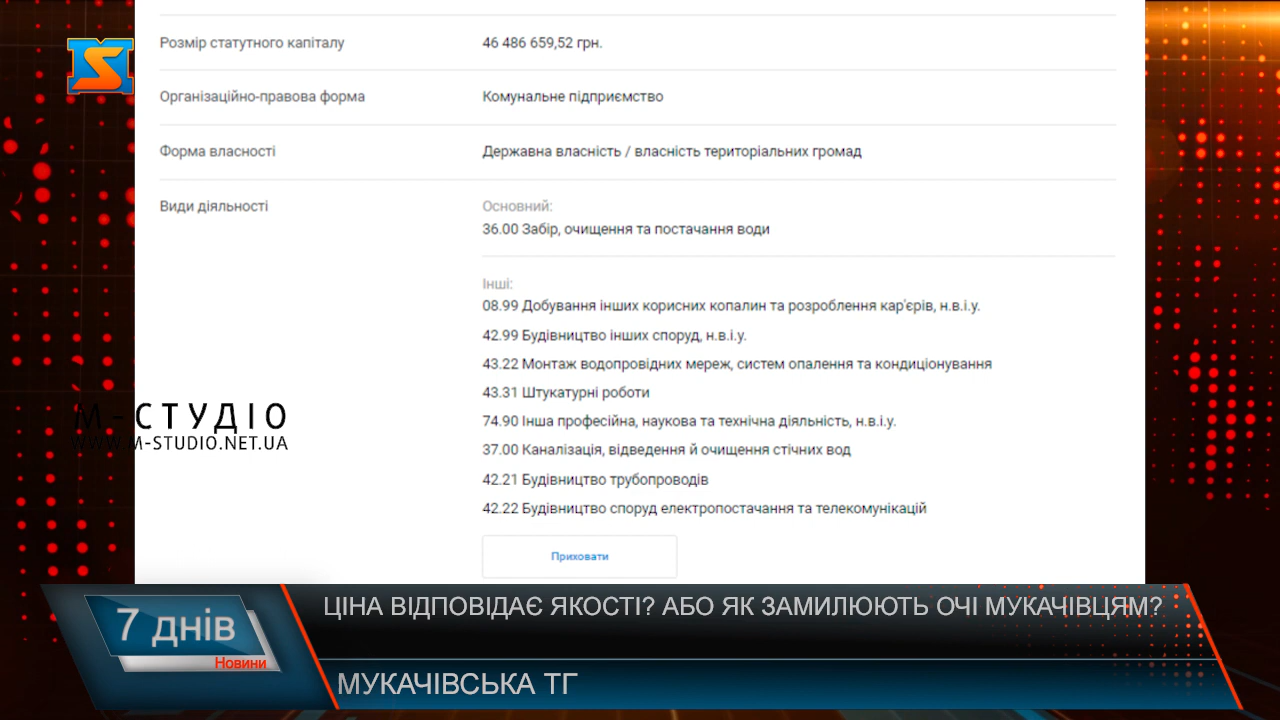 Розмір статутного капіталу 46 486 659,52 грн.
Організаційно-правова форма Комунальне підприємство
Форма власності Державна власність / власність територіальних громад
Види діяльності Основний:
36.00 Забір, очищення та постачання води
Інші:
08.99 Добування інших корисних копалин та розроблення кар'єрів, н.в.і.у.
42.99 Будівництво інших споруд, н.в.і.у.
43.22 Монтаж водопровідних мереж, систем опалення та кондиціонування
43.31 Штукатурні роботи
74.90 Інша професійна, наукова та технічна діяльність, н.в.і.у.
37.00 Каналізація, відведення й очищення стічних вод
42.21 Будівництво трубопроводів
42.22 Будівництво споруд електропостачання та телекомунікацій
Приховати
М-СТУДІО
WWW.M-STUDIO.NET.UA
7 днів
Новини
ЦІНА ВІДПОВІДАЄ ЯКОСТІ? АБО ЯК ЗАМИЛЮЮТЬ ОЧІ МУКАЧІВЦЯМ?
МУКАЧІВСЬКА ТГ